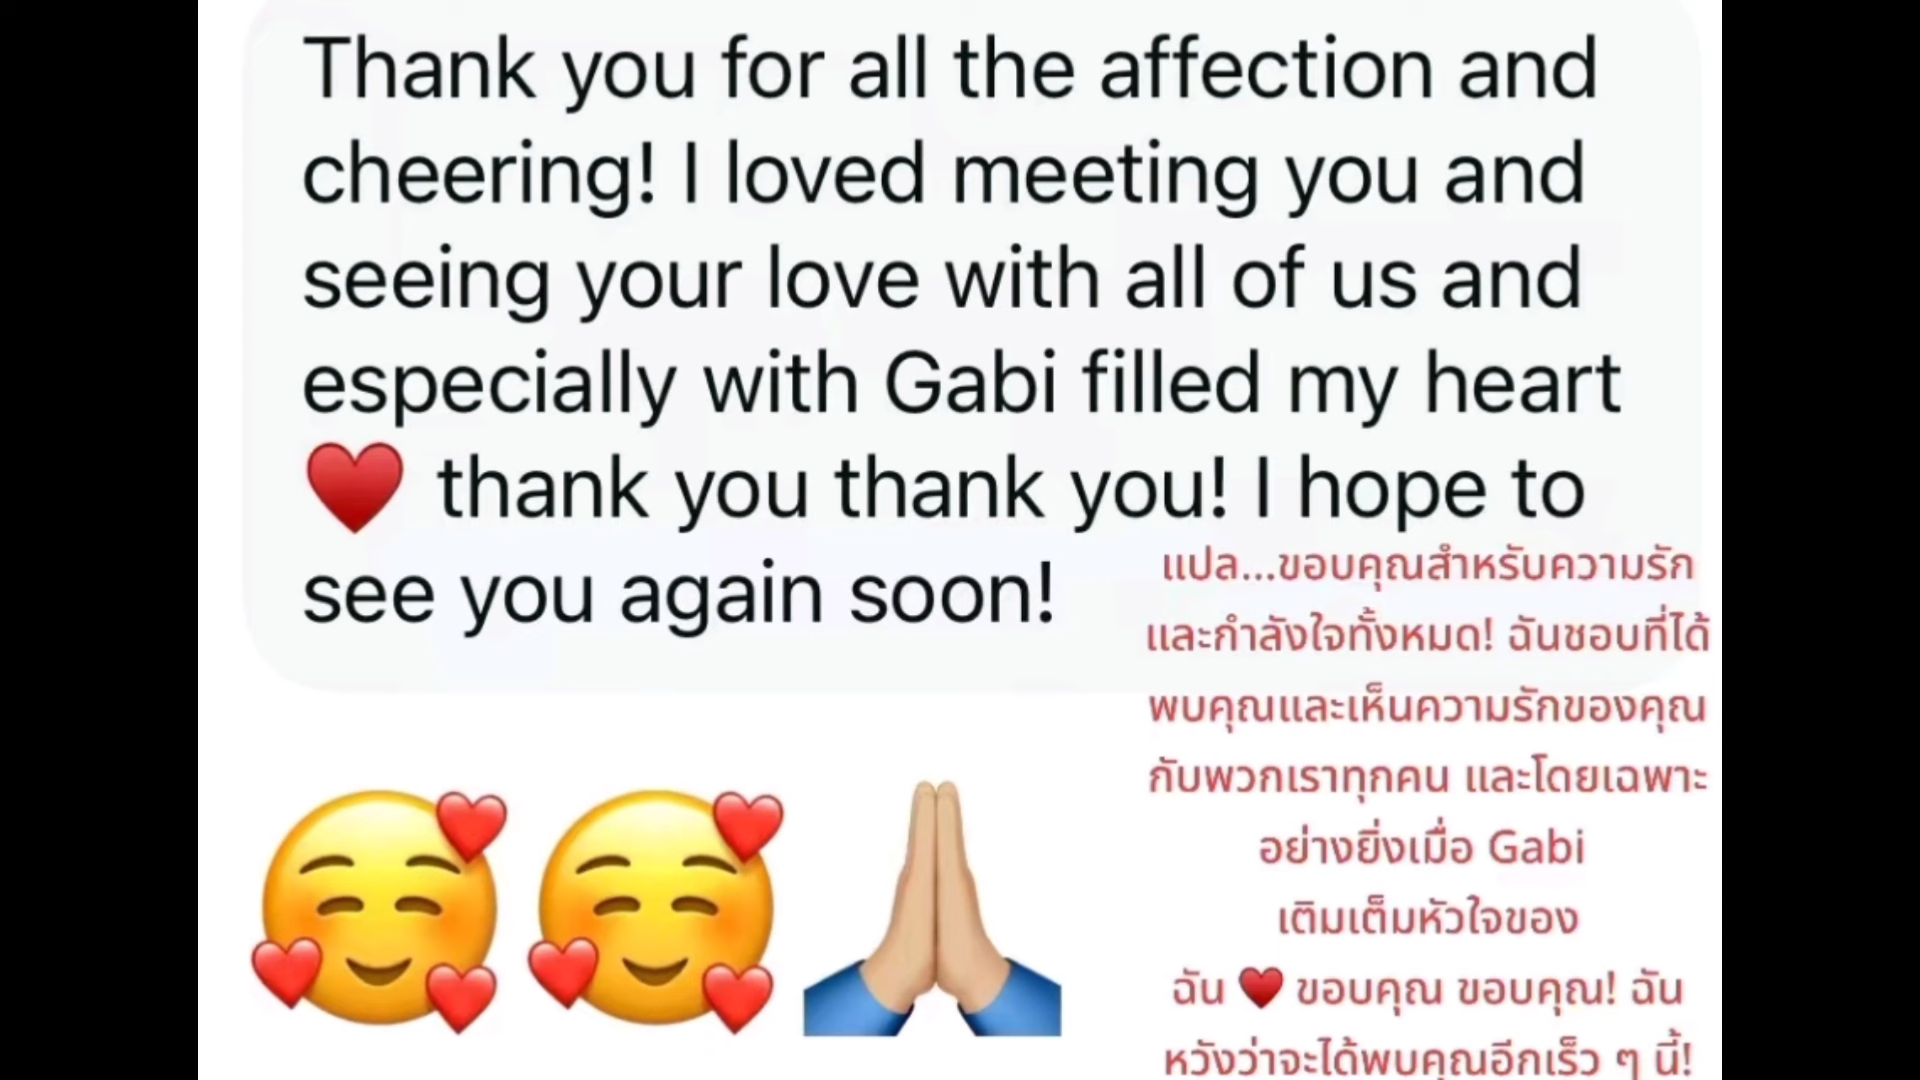 Thank you for all the affection and
cheering! I loved meeting you and
seeing your love with all of us and
especially with Gabi filled my heart
♥️ thank you thank you! I hope to
see you again soon!
แปล...ขอบคุณสำหรับความรัก
และกำลังใจทั้งหมด! ฉันชอบที่ได้
พบคุณและเห็นความรักของคุณ
กับพวกเราทุกคน และโดยเฉพาะ
อย่างยิ่งเมื่อ Gabi
เติมเต็มหัวใจของ
ฉัน ♥️ ขอบคุณ ขอบคุณ! ฉัน
หวังว่าจะได้พบคุณอีกเร็ว ๆ นี้!